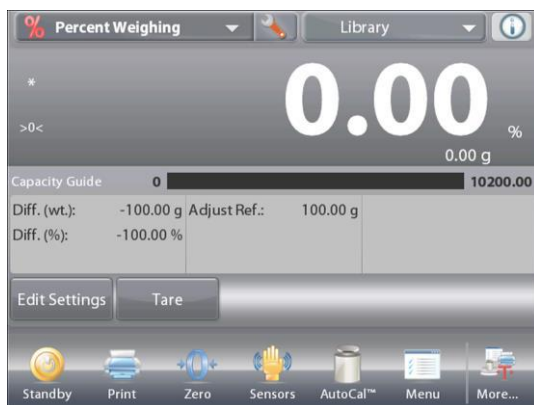 % Percent Weighing Library
*
0.00 %
>0<
0.00 g
Capacity Guide 0 10200.00
Diff. (wt.): -100.00 g Adjust Ref.: 100.00 g
Diff. (%): -100.00 %
Edit Settings Tare
Standby Print Zero Sensors AutoCal™ Menu More...